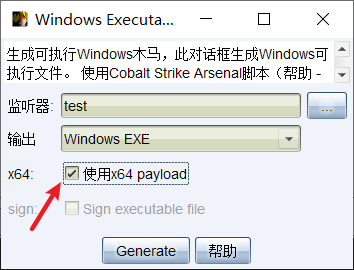 Windows Executa...
生成可执行Windows木马，此对话框生成Windows可
执行文件。 使用Cobalt Strike Arsenal脚本（帮助 -
监听器: test ...
输出 Windows EXE
x64: 使用x64 payload
sign: Sign executable file
Generate 帮助